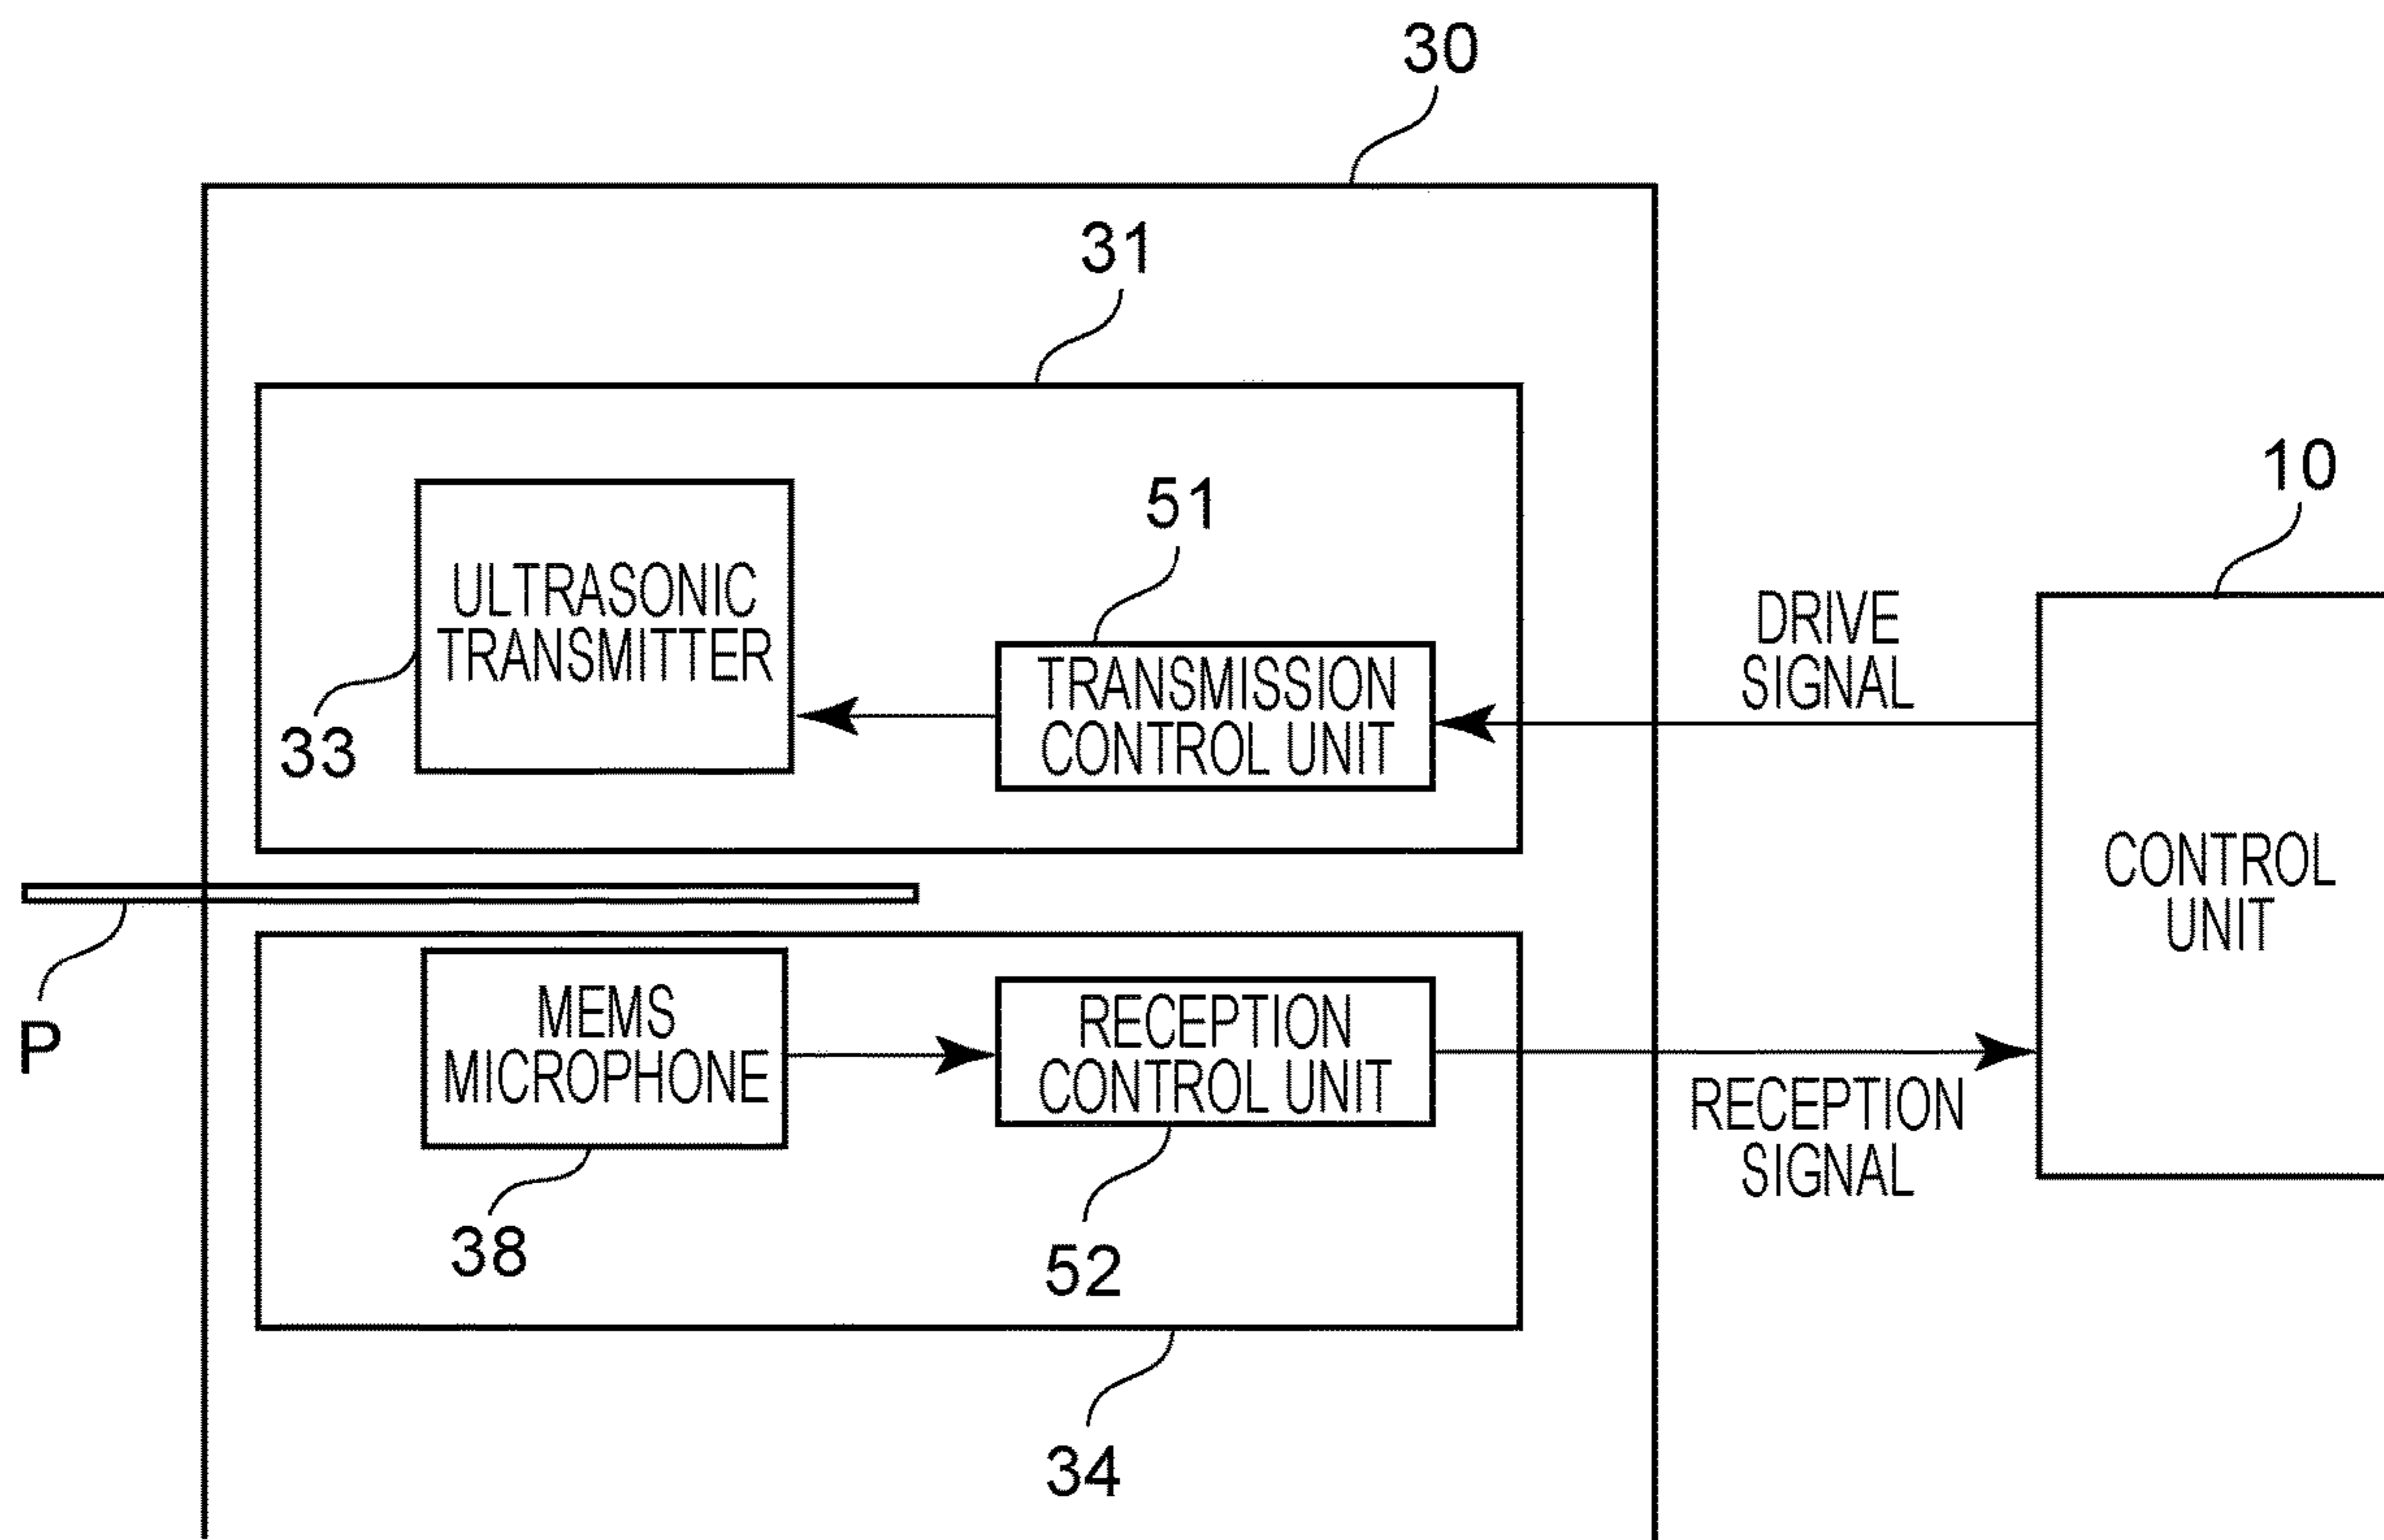 30
31
51
10
ULTRASONIC
TRANSMITTER
33
TRANSMISSION
CONTROL UNIT
DRIVE
SIGNAL
CONTROL
UNIT
P
MEMS
MICROPHONE
38
RECEPTION
CONTROL UNIT
52
RECEPTION
SIGNAL
34